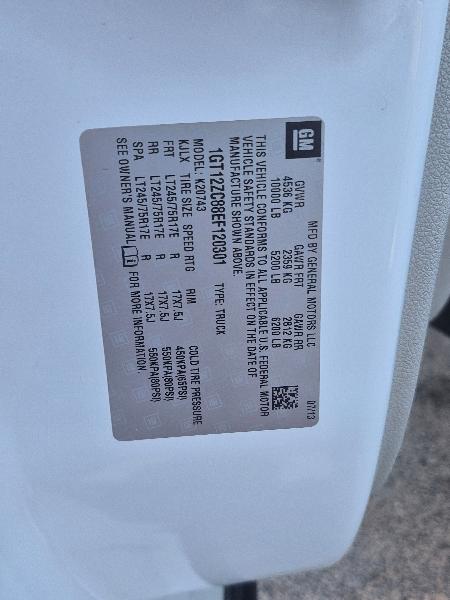 GM
MFD BY GENERAL MOTORS LLC 07/13
GVWR GAWR FRT GAWR RR
4536 KG 2359 KG 2812 KG
10000 LB 5200 LB 6200 LB
THIS VEHICLE CONFORMS TO ALL APPLICABLE U.S. FEDERAL MOTOR
VEHICLE SAFETY STANDARDS IN EFFECT ON THE DATE OF
MANUFACTURE SHOWN ABOVE.
1GT12ZC88EF120301 TYPE: TRUCK
MODEL: K20743
KJLX TIRE SIZE SPEED RTG RIM COLD TIRE PRESSURE
FRT LT245/75R17E R 17X7.5J 450KPA(65PSI)
RR LT245/75R17E R 17X7.5J 550KPA(80PSI)
SPA LT245/75R17E R 17X7.5J 550KPA(80PSI)
SEE OWNER'S MANUAL FOR MORE INFORMATION.